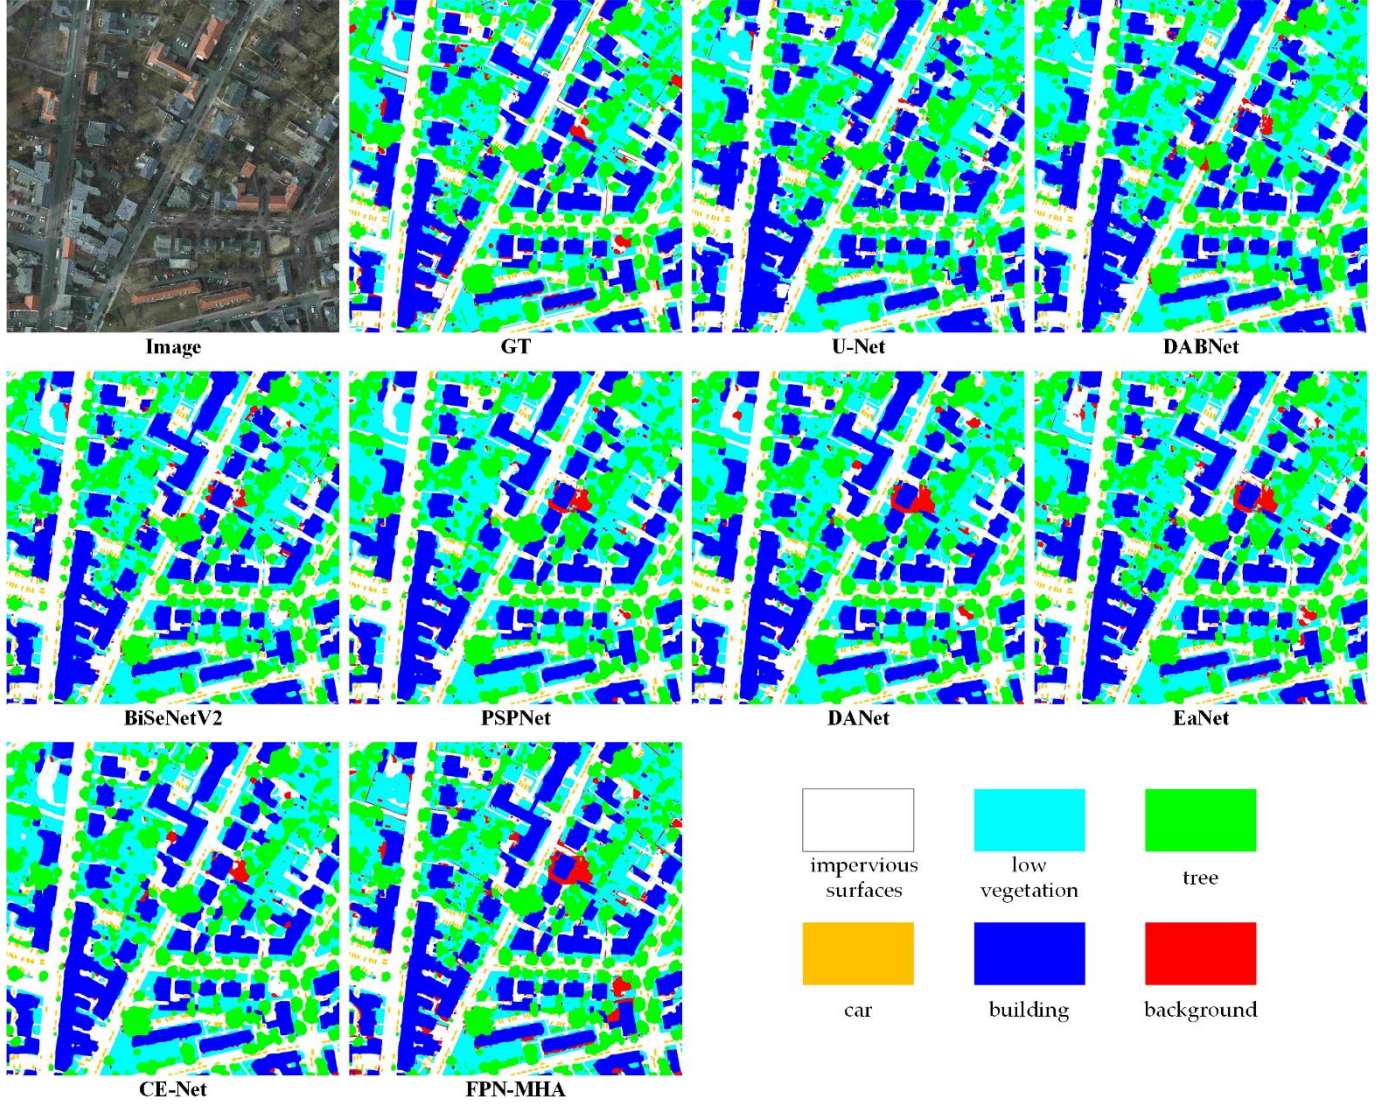 Image
GT
U-Net
DABNet
BiSeNetV2
PSPNet
DANet
EaNet
CE-Net
FPN-MHA
impervious
surfaces
low
vegetation
tree
car
building
background